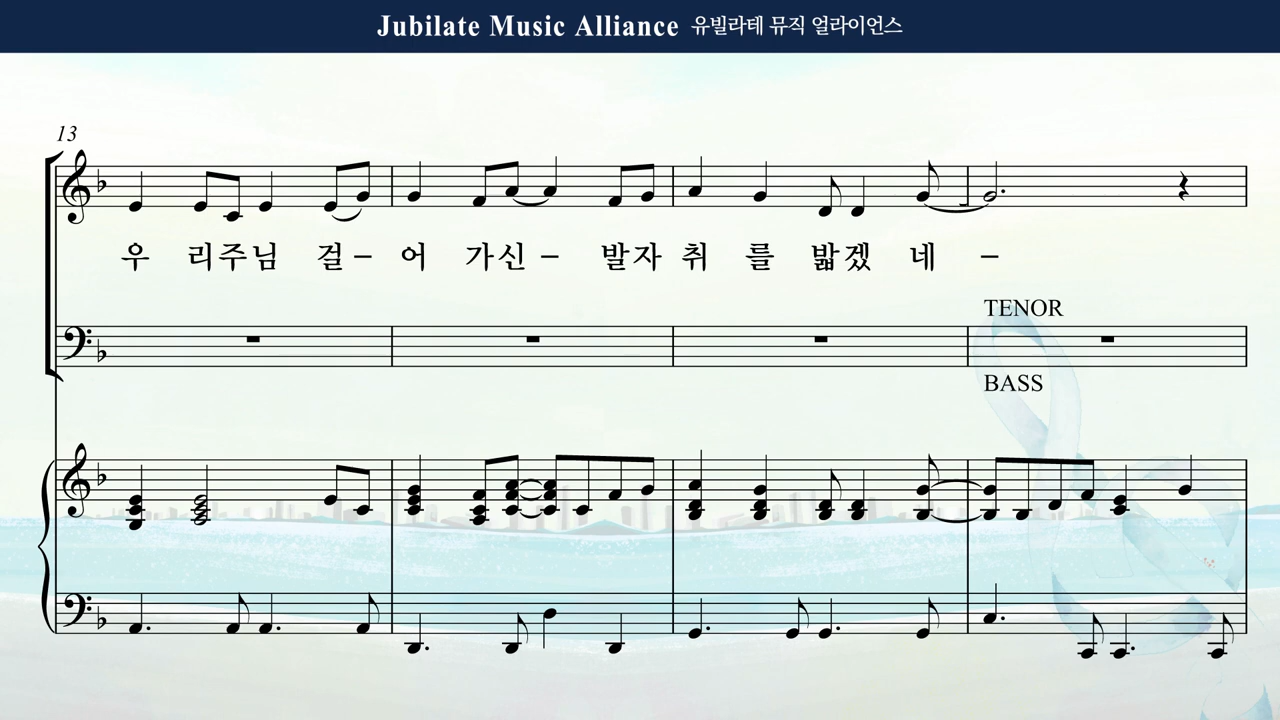 Jubilate Music Alliance 유빌라테 뮤직 얼라이언스
13
우 리주님 걸– 어 가신– 발자 취 를 밟겠 네 –
TENOR
BASS